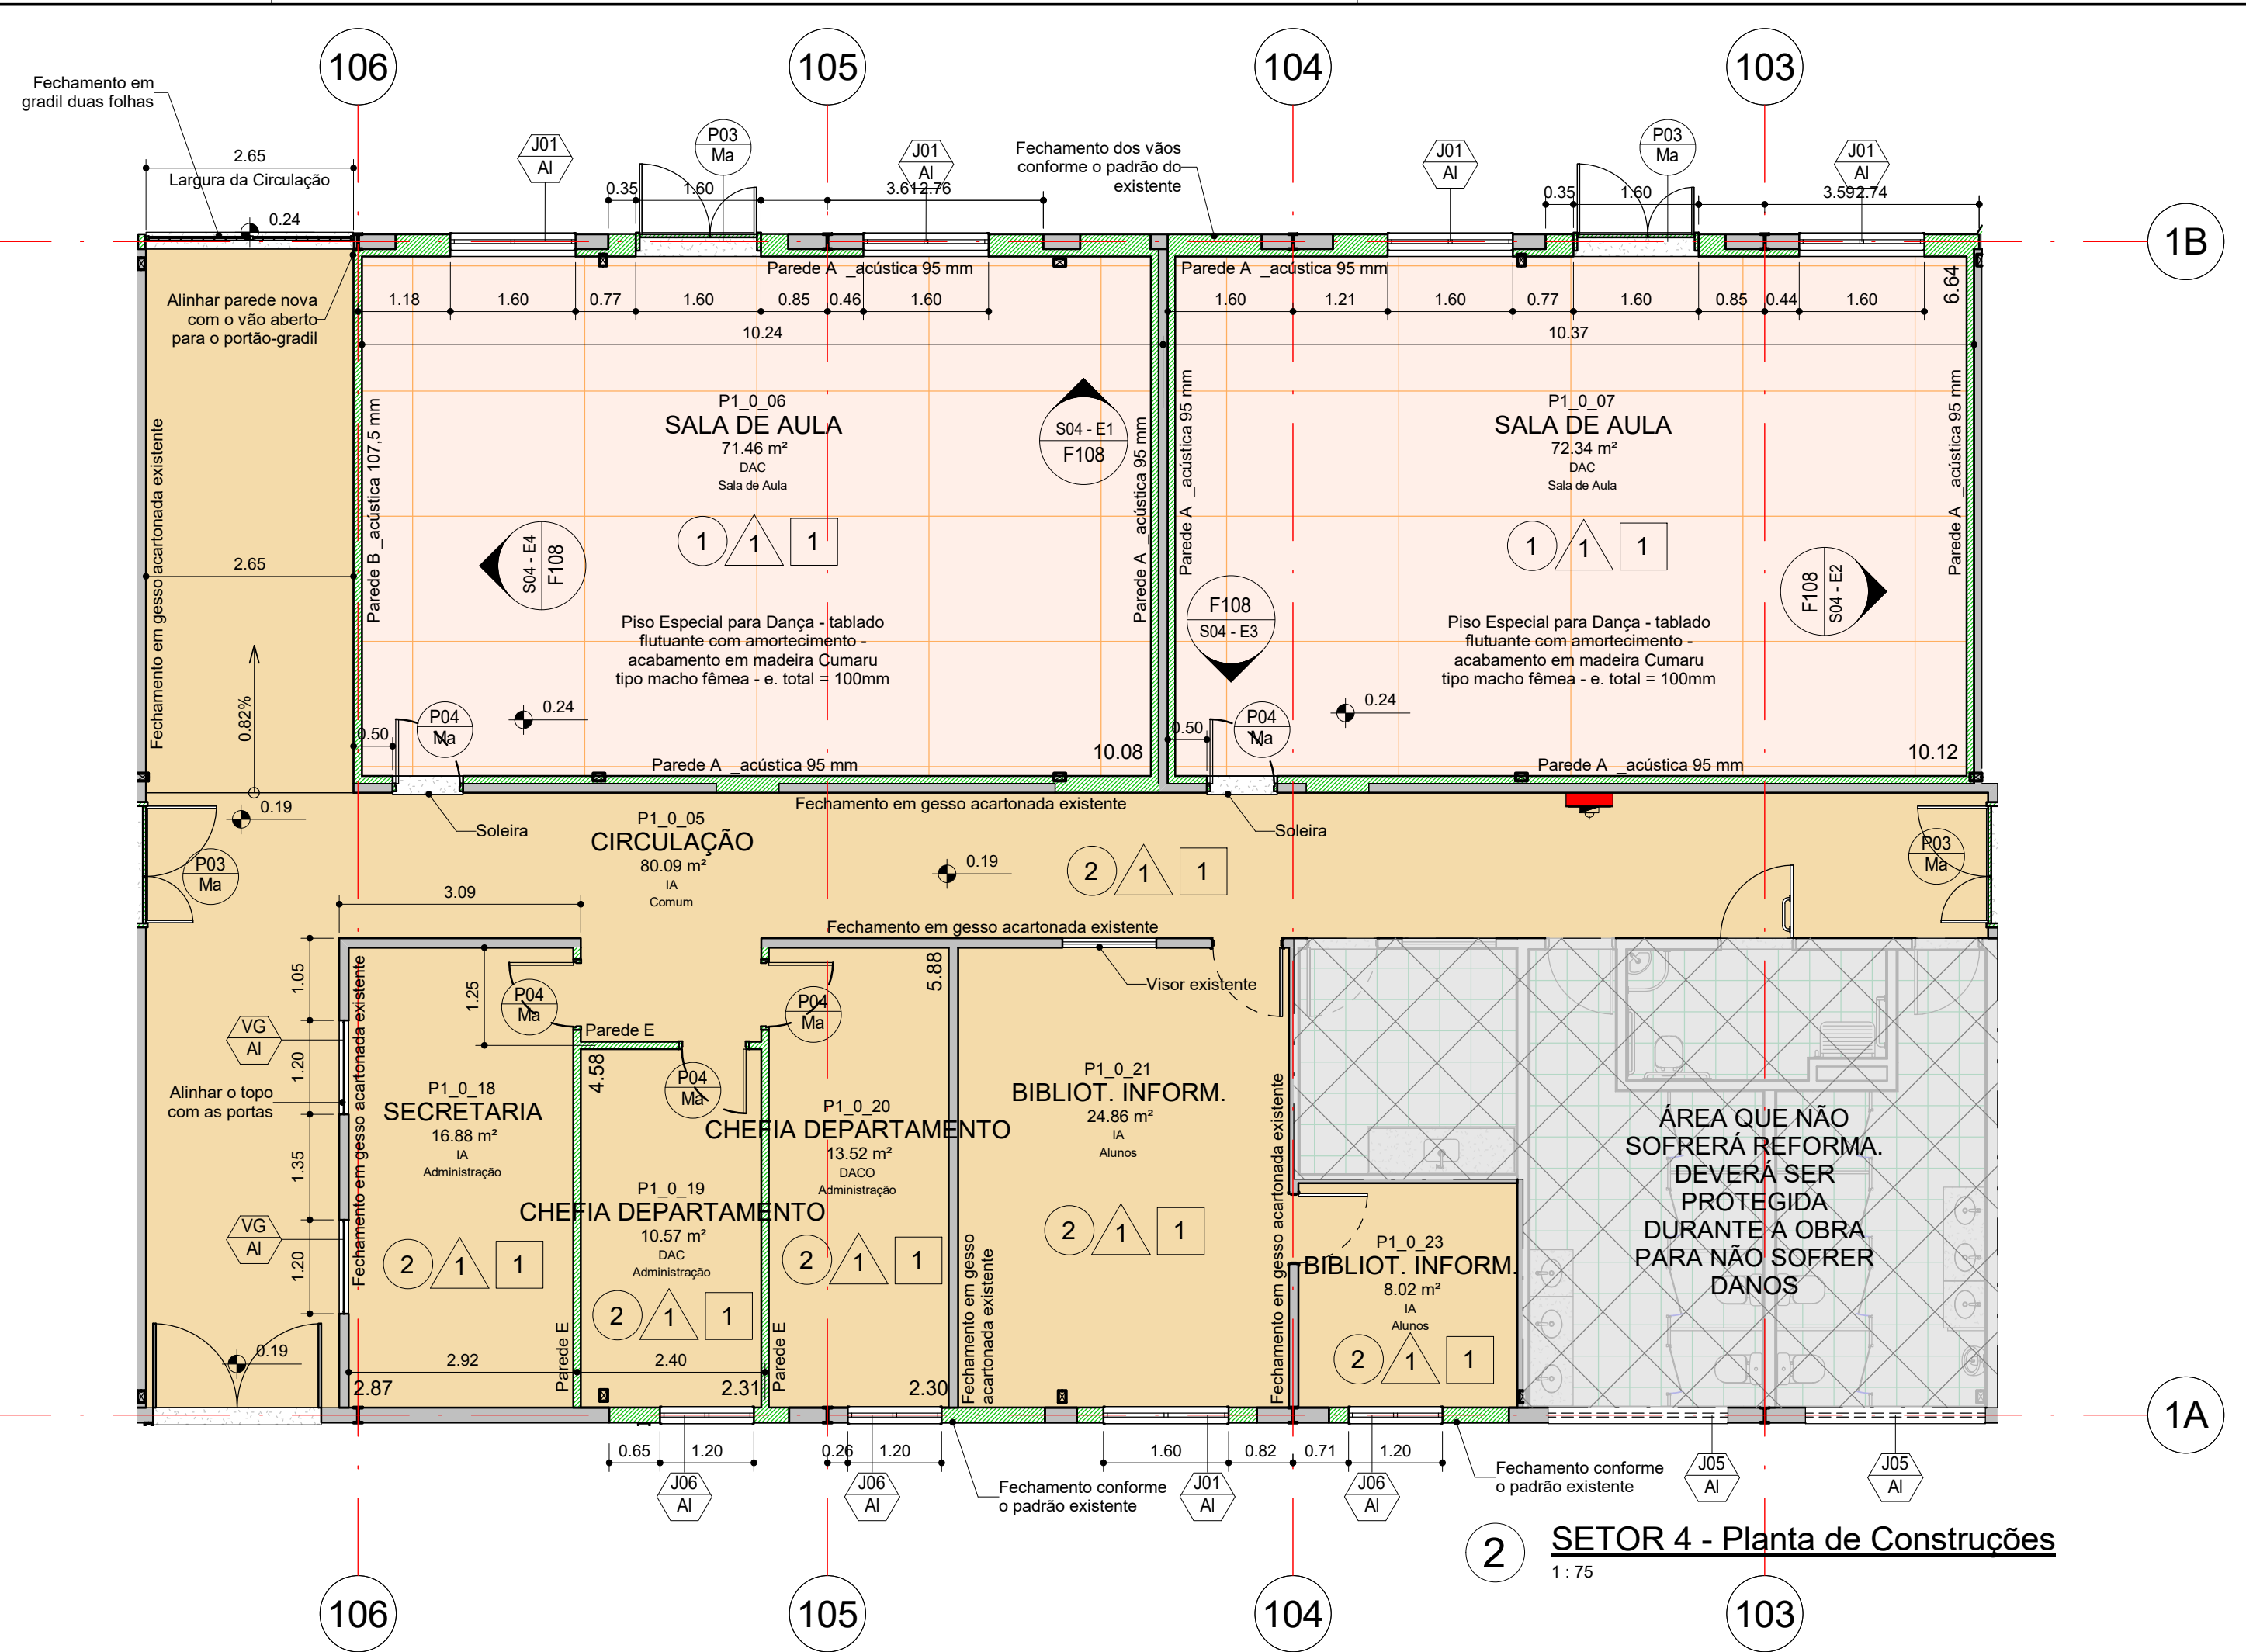 106
105
104
103
Fechamento em
gradil duas folhas
2.65
Largura da Circulação
0.24
J01
Al
P03
Ma
J01
Al
0.35
1.60
3.61
2.76
Fechamento dos vãos
conforme o padrão do
existente
J01
Al
P03
Ma
J01
Al
0.35
1.60
3.59
2.74
1B
Alinhar parede nova
com o vão aberto
para o portão-gradil
Parede A _acústica 95 mm
1.18
1.60
0.77
1.60
0.85
0.46
1.60
10.24
Parede A _acústica 95 mm
1.60
1.21
1.60
0.77
1.60
0.85
0.44
1.60
6.64
10.37
Fechamento em gesso acartonada existente
2.65
0.82%
Parede B _acústica 107,5 mm
P1_0_06
SALA DE AULA
71.46 m²
DAC
Sala de Aula
1
1
1
S04 - E1
F108
S04 - E4
F108
Parede A _acústica 95 mm
Piso Especial para Dança - tablado
flutuante com amortecimento -
acabamento em madeira Cumaru
tipo macho fêmea - e. total = 100mm
0.24
P04
Ma
0.50
10.08
Parede A _acústica 95 mm
Parede A _acústica 95 mm
P1_0_07
SALA DE AULA
72.34 m²
DAC
Sala de Aula
1
1
1
F108
S04 - E3
F108
S04 - E2
Parede A _acústica 95 mm
Piso Especial para Dança - tablado
flutuante com amortecimento -
acabamento em madeira Cumaru
tipo macho fêmea - e. total = 100mm
0.24
P04
Ma
0.50
10.12
Parede A _acústica 95 mm
Fechamento em gesso acartonada existente
0.19
Soleira
Soleira
P03
Ma
P1_0_05
CIRCULAÇÃO
80.09 m²
IA
Comum
0.19
2
1
1
P03
Ma
3.09
Fechamento em gesso acartonada existente
1.05
1.20
1.35
1.20
VG
Al
Alinhar o topo
com as portas
VG
Al
0.19
Fechamento em gesso acartonada existente
1.25
P04
Ma
Parede E
P04
Ma
P04
Ma
4.58
5.88
Visor existente
P1_0_18
SECRETARIA
16.88 m²
IA
Administração
2
1
1
P1_0_19
CHEFIA DEPARTAMENTO
10.57 m²
DAC
Administração
2
1
1
P1_0_20
CHEFIA DEPARTAMENTO
13.52 m²
DACO
Administração
2
1
1
P1_0_21
BIBLIOT. INFORM.
24.86 m²
IA
Alunos
2
1
1
P1_0_23
BIBLIOT. INFORM.
8.02 m²
IA
Alunos
2
1
1
ÁREA QUE NÃO
SOFRERÁ REFORMA.
DEVERÁ SER
PROTEGIDA
DURANTE A OBRA
PARA NÃO SOFRER
DANOS
Parede E
Parede E
Fechamento em gesso
acartonada existente
Fechamento em gesso acartonada existente
2.92
2.40
2.87
2.31
2.30
1A
0.65
1.20
0.26
1.20
1.60
0.82
0.71
1.20
J06
Al
J06
Al
Fechamento conforme
o padrão existente
J01
Al
J06
Al
Fechamento conforme
o padrão existente
J05
Al
J05
Al
2
SETOR 4 - Planta de Construções
1 : 75
106
105
104
103